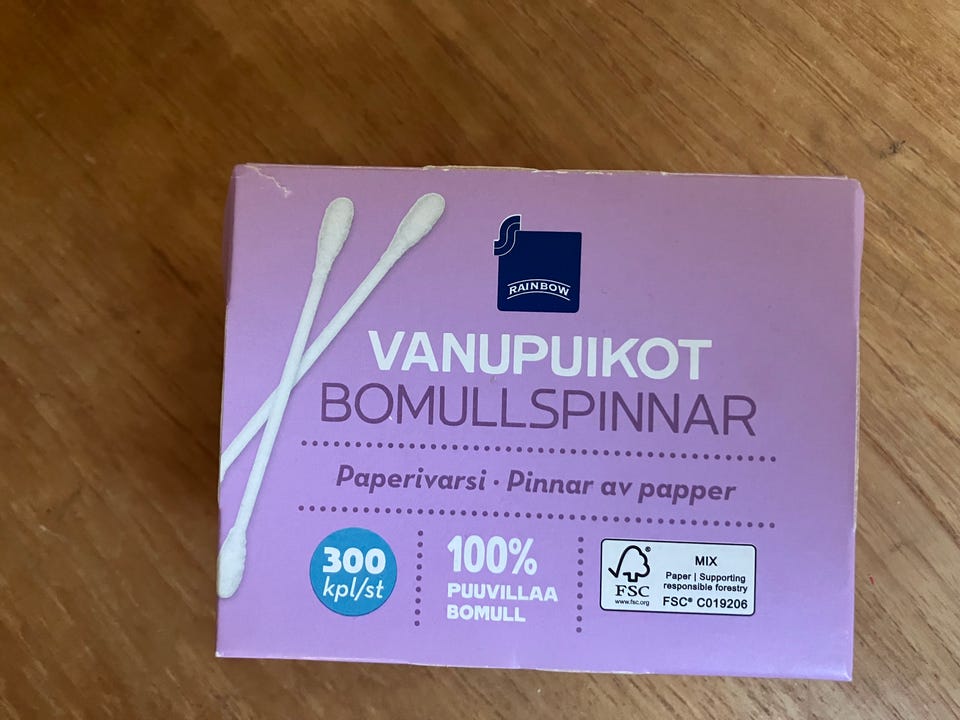 RAINBOW
VANUPUIKOT
BOMULLSPINNAR
Paperivarsi · Pinnar av papper
300
kpl/st
100%
PUUVILLAA
BOMULL
FSC®
www.fsc.org
MIX
Paper | Supporting
responsible forestry
FSC® C019206